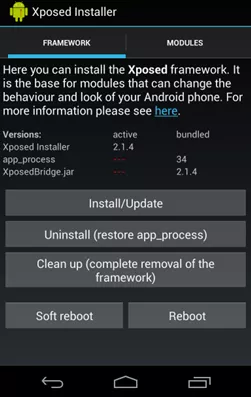 Xposed Installer
FRAMEWORK MODULES
Here you can install the Xposed framework. It
is the base for modules that can change the
behaviour and look of your Android phone. For
more information please see here.
Versions: active bundled
Xposed Installer 2.1.4
app_process --- 34
XposedBridge.jar --- 2.1.4
Install/Update
Uninstall (restore app_process)
Clean up (complete removal of the
framework)
Soft reboot Reboot